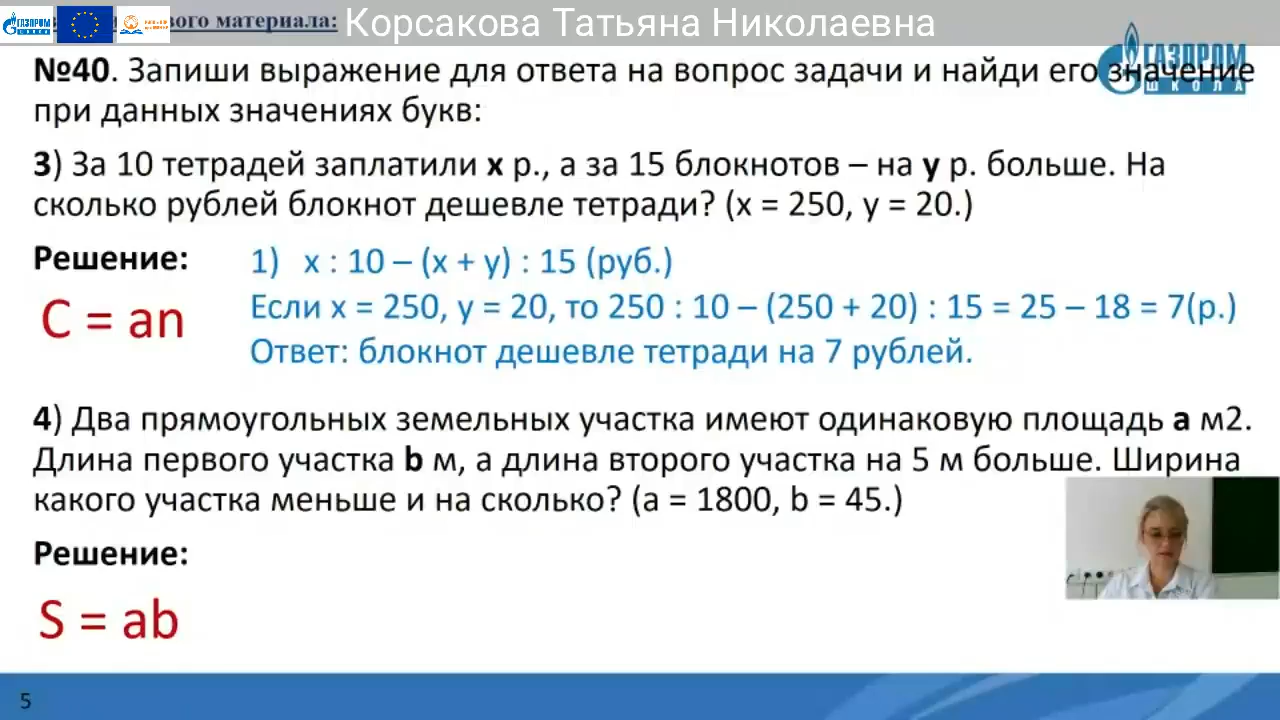 вого материала:
Корсакова Татьяна Николаевна
ГАЗПРОМ
ШКОЛА
ГАЗПРОМ
ШКОЛА
№40. Запиши выражение для ответа на вопрос задачи и найди его значение
при данных значениях букв:
3) За 10 тетрадей заплатили x р., а за 15 блокнотов – на y р. больше. На
сколько рублей блокнот дешевле тетради? (x = 250, y = 20.)
Решение:
1) x : 10 – (x + y) : 15 (руб.)
C = an
Если x = 250, y = 20, то 250 : 10 – (250 + 20) : 15 = 25 – 18 = 7(р.)
Ответ: блокнот дешевле тетради на 7 рублей.
4) Два прямоугольных земельных участка имеют одинаковую площадь a м2.
Длина первого участка b м, а длина второго участка на 5 м больше. Ширина
какого участка меньше и на сколько? (a = 1800, b = 45.)
Решение:
S = ab
5